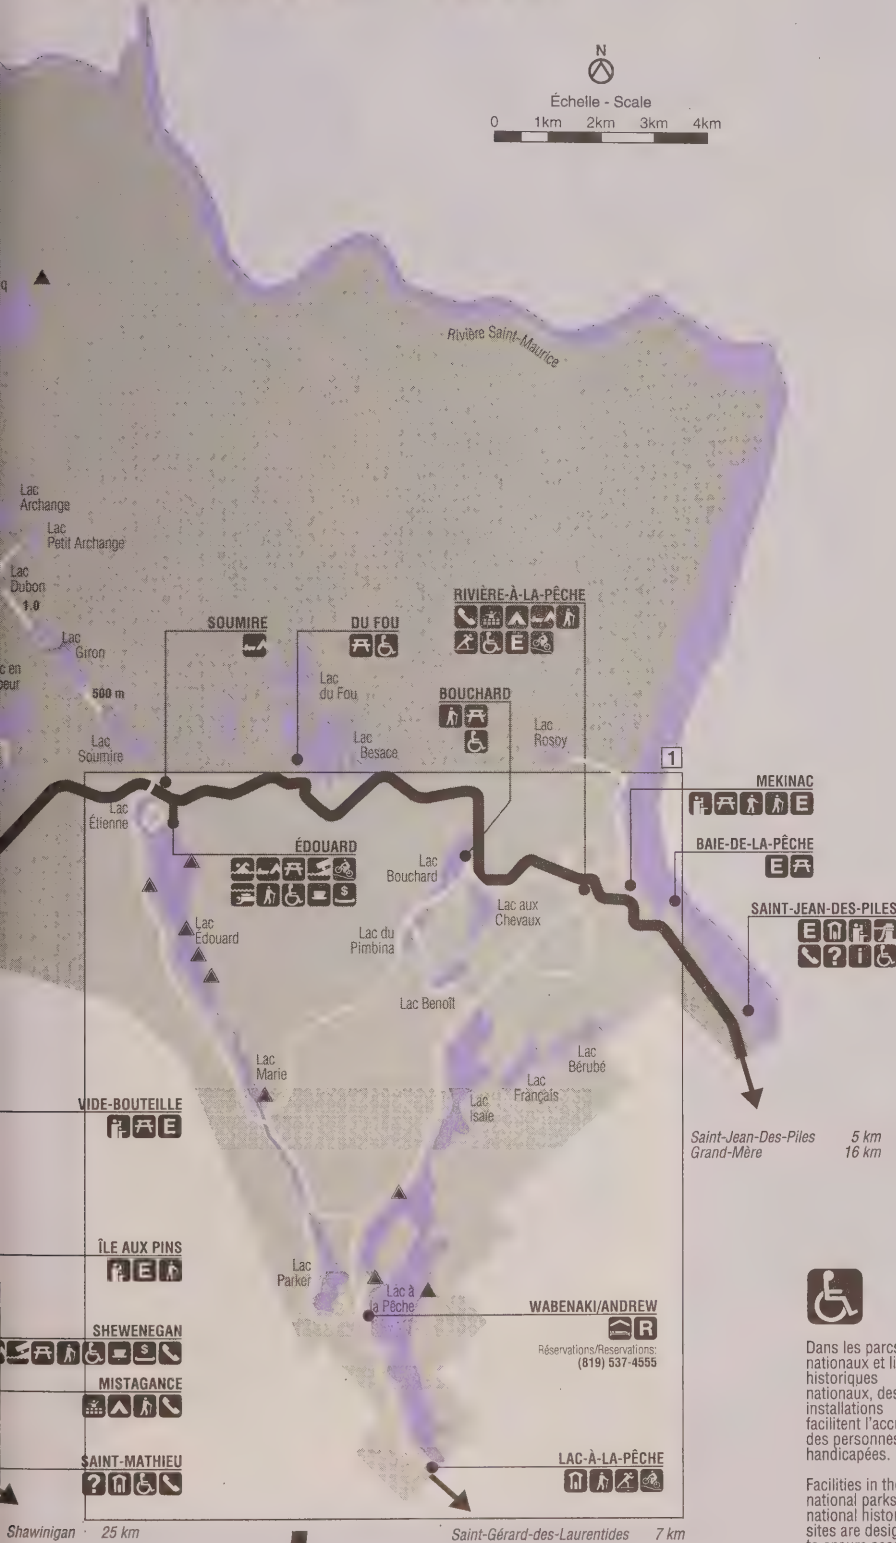 N
Échelle - Scale
0 1km 2km 3km 4km
q
Rivière Saint-Maurice
Lac
Archange
Lac
Petit Archange
Lac
Dubon
1.0
Lac
Giron
c en
oeur
500 m
Lac
Soumire
SOUMIRE
DU FOU
RIVIÈRE-À-LA-PÊCHE
E
Lac
du Fou
BOUCHARD
Lac
Besace
Lac
Rosoy
1
MEKINAC
E
Lac
Étienne
ÉDOUARD
$
Lac
Bouchard
BAIE-DE-LA-PÊCHE
E
Lac aux
Chevaux
SAINT-JEAN-DES-PILES
E
? i
Lac
Édouard
Lac du
Pimbina
Lac Benoît
Lac
Marie
Lac
Bérubé
Lac
Français
Lac
Isaïe
VIDE-BOUTEILLE
E
Saint-Jean-Des-Piles 5 km
Grand-Mère 16 km
ÎLE AUX PINS
E
Lac
Parker
Lac à
la Pêche
WABENAKI/ANDREW
R
Réservations/Reservations:
(819) 537-4555
SHEWENEGAN
$
MISTAGANCE
SAINT-MATHIEU
?
LAC-À-LA-PÊCHE
Shawinigan 25 km
Saint-Gérard-des-Laurentides 7 km
Dans les parcs
nationaux et li
historiques
nationaux, des
installations
facilitent l'acc
des personnes
handicapées.
Facilities in the
national parks
national histor
sites are desig